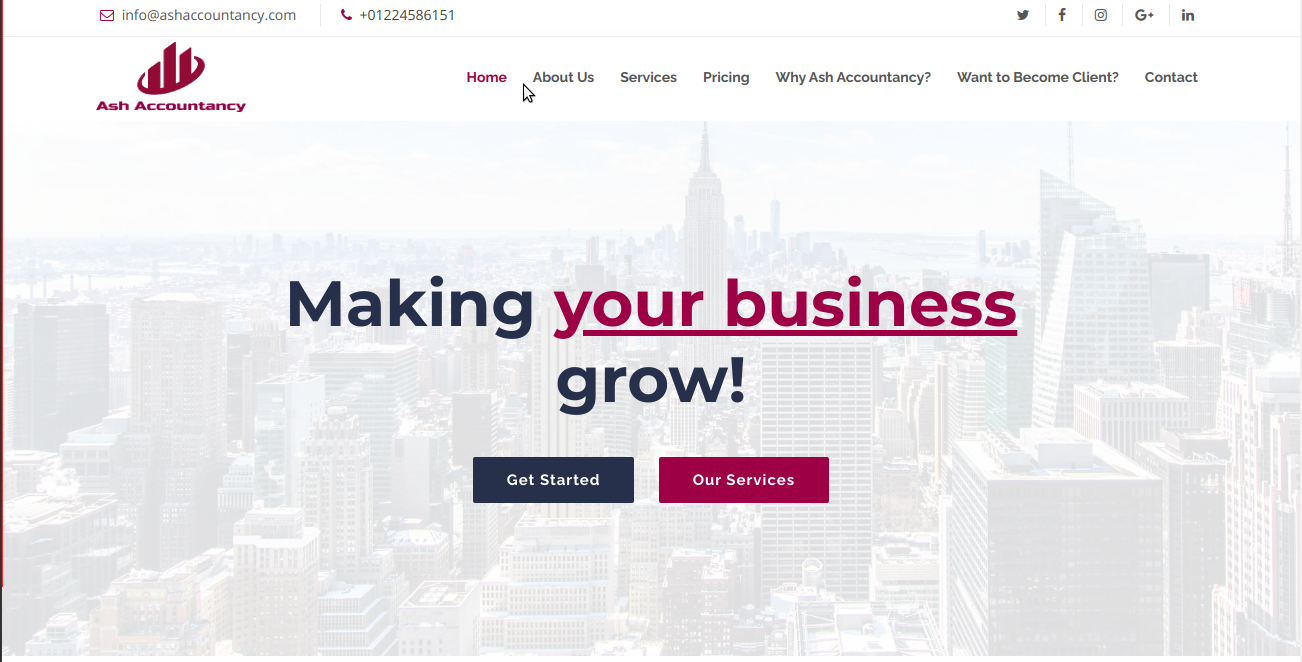 info@ashaccountancy.com
+01224586151
Ash Accountancy
Home
About Us
Services
Pricing
Why Ash Accountancy?
Want to Become Client?
Contact
Making your business
grow!
Get Started
Our Services